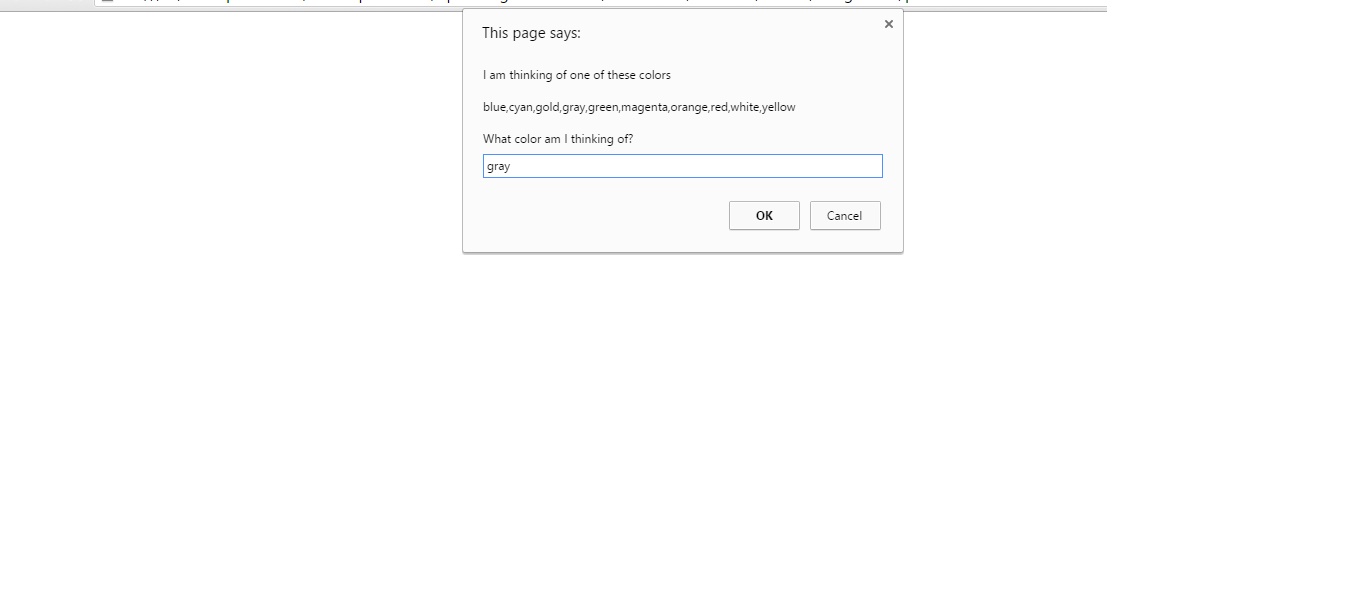 This page says:
I am thinking of one of these colors
blue,cyan,gold,gray,green,magenta,orange,red,white,yellow
What color am I thinking of?
gray
OK Cancel